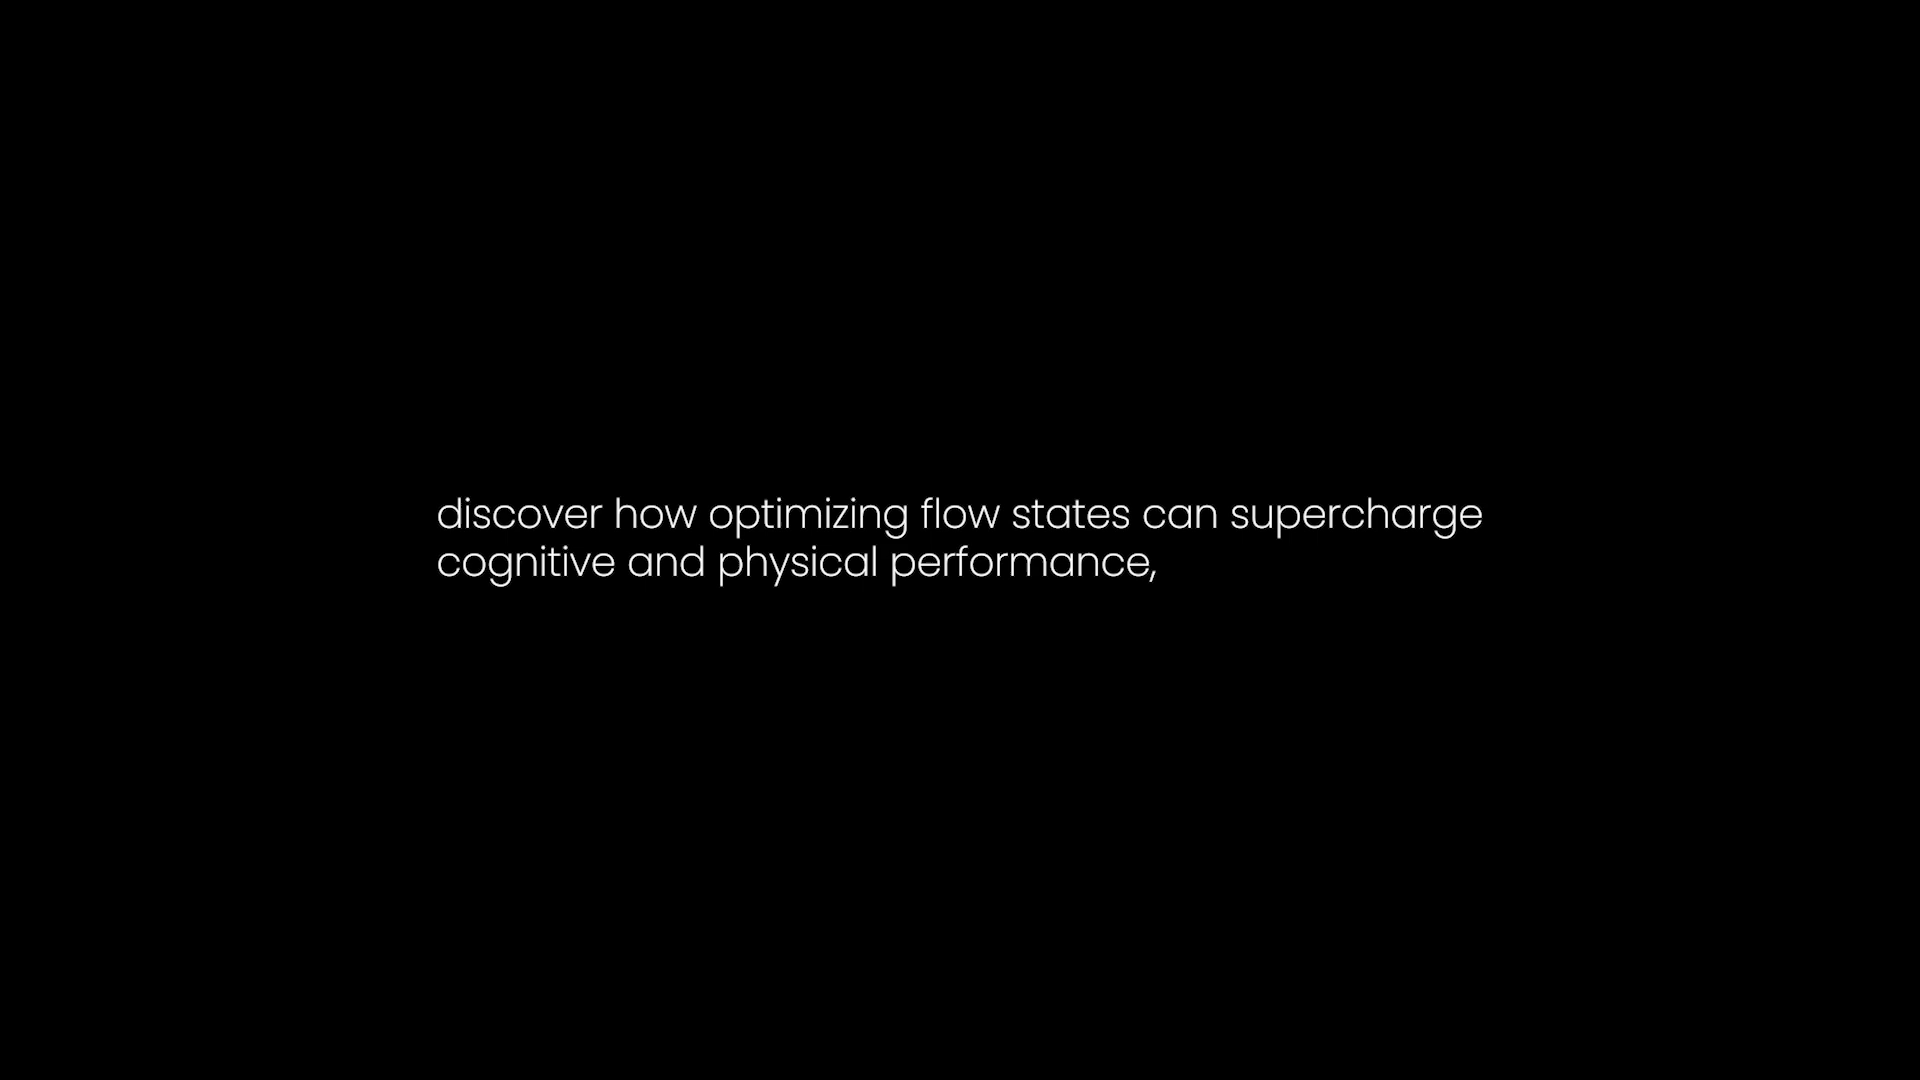 discover how optimizing flow states can supercharge
cognitive and physical performance,